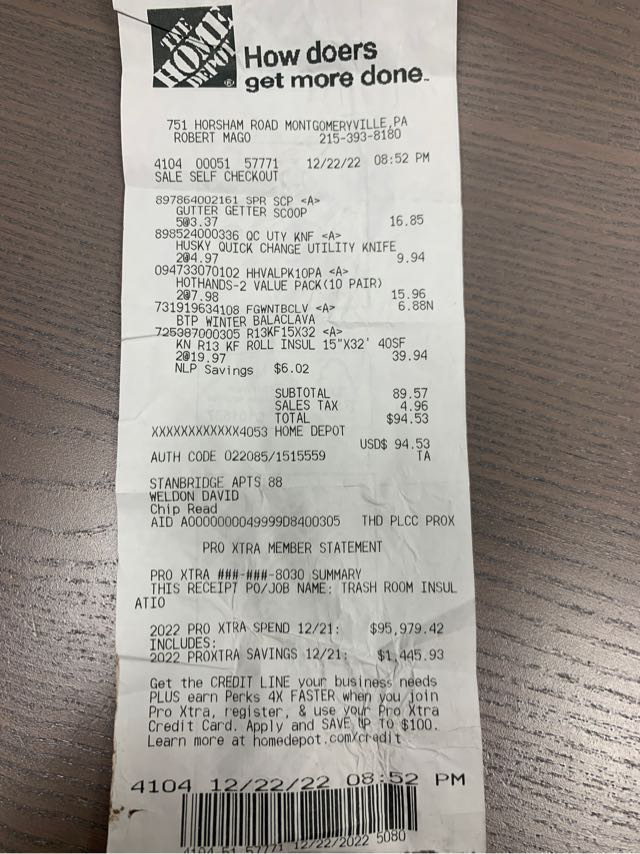 THE
HOME
DEPOT
How doers
get more done.
751 HORSHAM ROAD MONTGOMERYVILLE,PA
ROBERT MAGO 215-393-8180
4104 00051 57771 12/22/22 08:52 PM
SALE SELF CHECKOUT
897864002161 SPR SCP <A>
GUTTER GETTER SCOOP
5@3.37 16.85
898524000336 QC UTY KNF <A>
HUSKY QUICK CHANGE UTILITY KNIFE
2@4.97 9.94
094733070102 HHVALPK10PA <A>
HOTHANDS-2 VALUE PACK(10 PAIR)
2@7.98 15.96
731919634108 FGWNTBCLV <A> 6.88N
BTP WINTER BALACLAVA
725387000305 R13KF15X32 <A>
KN R13 KF ROLL INSUL 15"X32' 40SF
2@19.97 39.94
NLP Savings $6.02
SUBTOTAL 89.57
SALES TAX 4.96
TOTAL $94.53
XXXXXXXXXXXX4053 HOME DEPOT
USD$ 94.53
AUTH CODE 022085/1515559 TA
STANBRIDGE APTS 88
WELDON DAVID
Chip Read
AID A0000000049999D8400305 THD PLCC PROX
PRO XTRA MEMBER STATEMENT
PRO XTRA ###-###-8030 SUMMARY
THIS RECEIPT PO/JOB NAME: TRASH ROOM INSUL
ATIO
2022 PRO XTRA SPEND 12/21: $95,979.42
INCLUDES:
2022 PROXTRA SAVINGS 12/21: $1,445.93
Get the CREDIT LINE your business needs
PLUS earn Perks 4X FASTER when you join
Pro Xtra, register, & use your Pro Xtra
Credit Card. Apply and SAVE UP TO $100.
Learn more at homedepot.com/credit
4104 12/22/22 08:52 PM
4104 51 57771 12/22/2022 5080